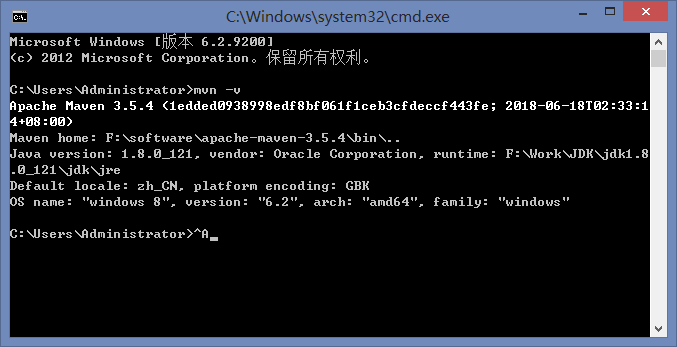 C:\Windows\system32\cmd.exe
Microsoft Windows [版本 6.2.9200]
(c) 2012 Microsoft Corporation。保留所有权利。
C:\Users\Administrator>mvn -v
Apache Maven 3.5.4 (1edded0938998edf8bf061f1ceb3cfdeccf443fe; 2018-06-18T02:33:1
4+08:00)
Maven home: F:\software\apache-maven-3.5.4\bin\..
Java version: 1.8.0_121, vendor: Oracle Corporation, runtime: F:\Work\JDK\jdk1.8
.0_121\jdk\jre
Default locale: zh_CN, platform encoding: GBK
OS name: "windows 8", version: "6.2", arch: "amd64", family: "windows"
C:\Users\Administrator>^A